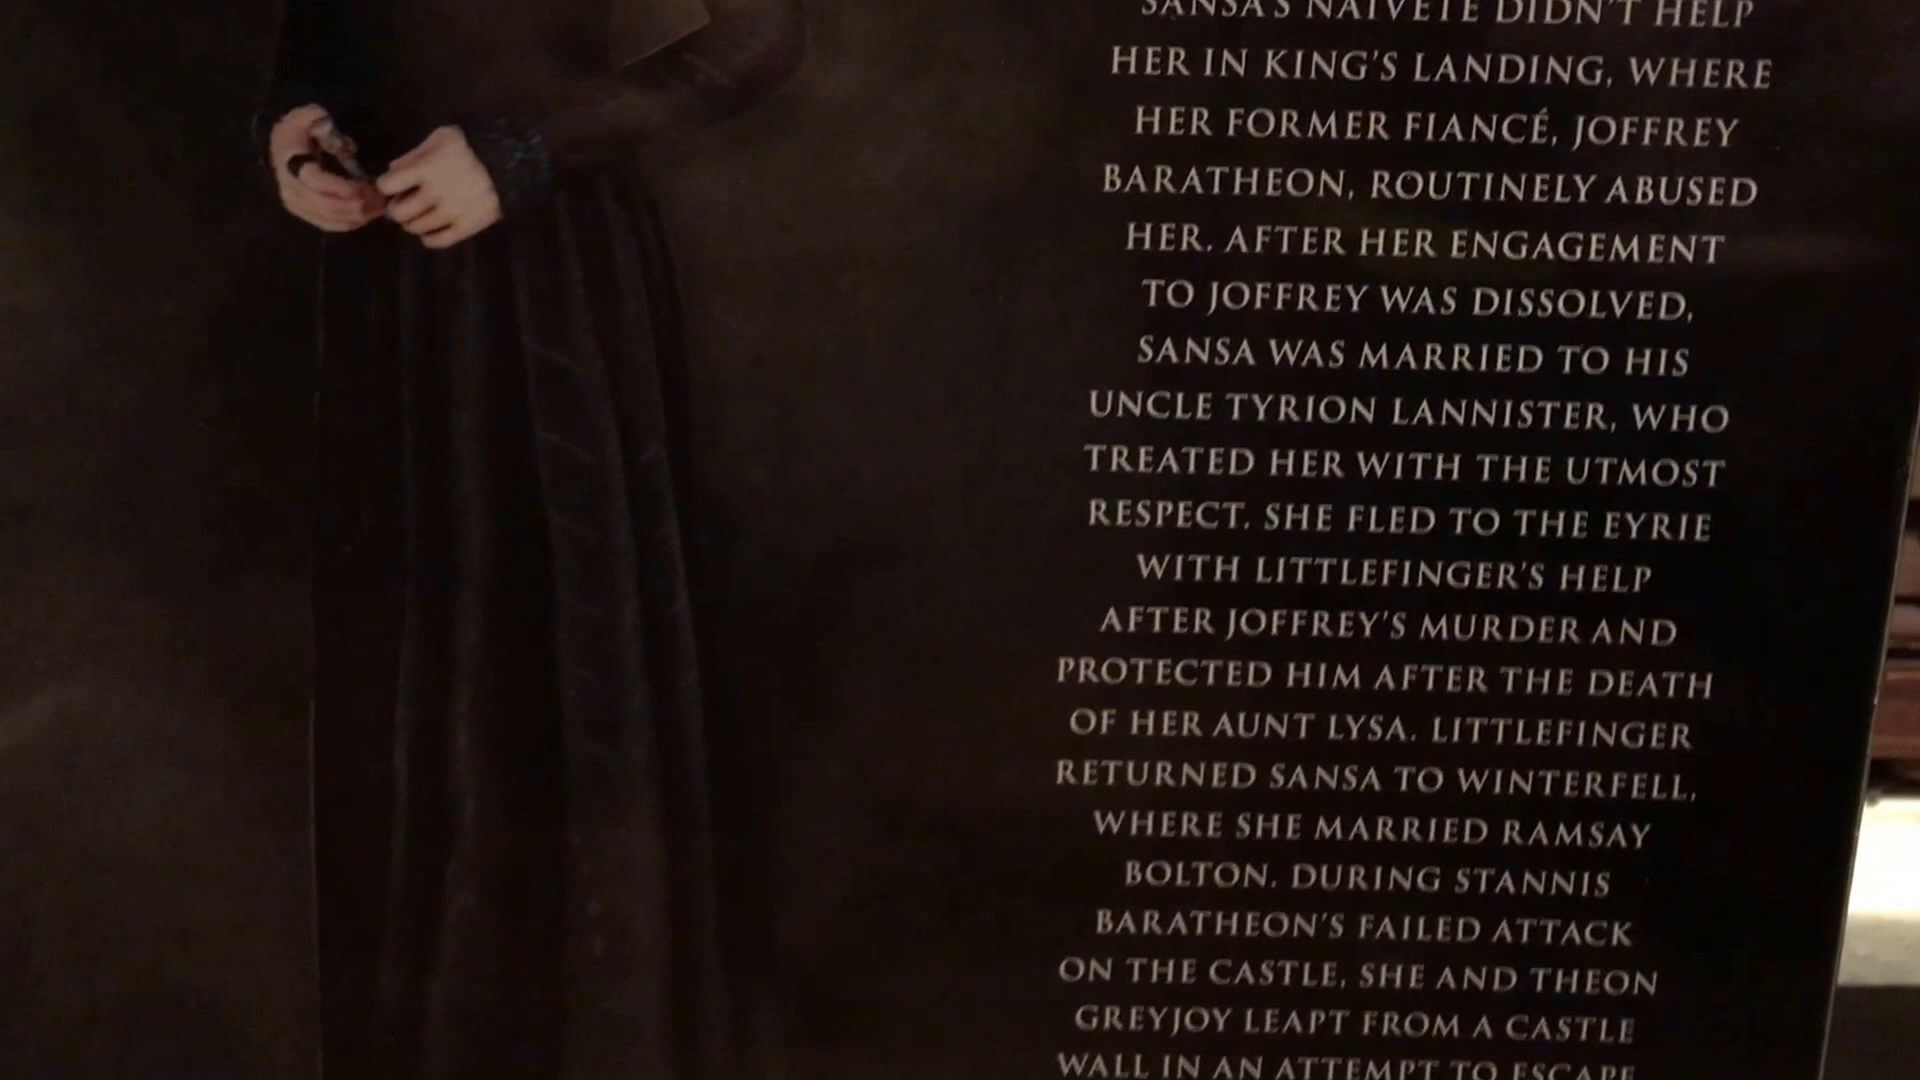 SANSA'S NAIVETE DIDN'T HELP
HER IN KING'S LANDING, WHERE
HER FORMER FIANCÉ, JOFFREY
BARATHEON, ROUTINELY ABUSED
HER. AFTER HER ENGAGEMENT
TO JOFFREY WAS DISSOLVED,
SANSA WAS MARRIED TO HIS
UNCLE TYRION LANNISTER, WHO
TREATED HER WITH THE UTMOST
RESPECT. SHE FLED TO THE EYRIE
WITH LITTLEFINGER'S HELP
AFTER JOFFREY'S MURDER AND
PROTECTED HIM AFTER THE DEATH
OF HER AUNT LYSA. LITTLEFINGER
RETURNED SANSA TO WINTERFELL,
WHERE SHE MARRIED RAMSAY
BOLTON. DURING STANNIS
BARATHEON'S FAILED ATTACK
ON THE CASTLE, SHE AND THEON
GREYJOY LEAPT FROM A CASTLE
WALL IN AN ATTEMPT TO ESCAPE